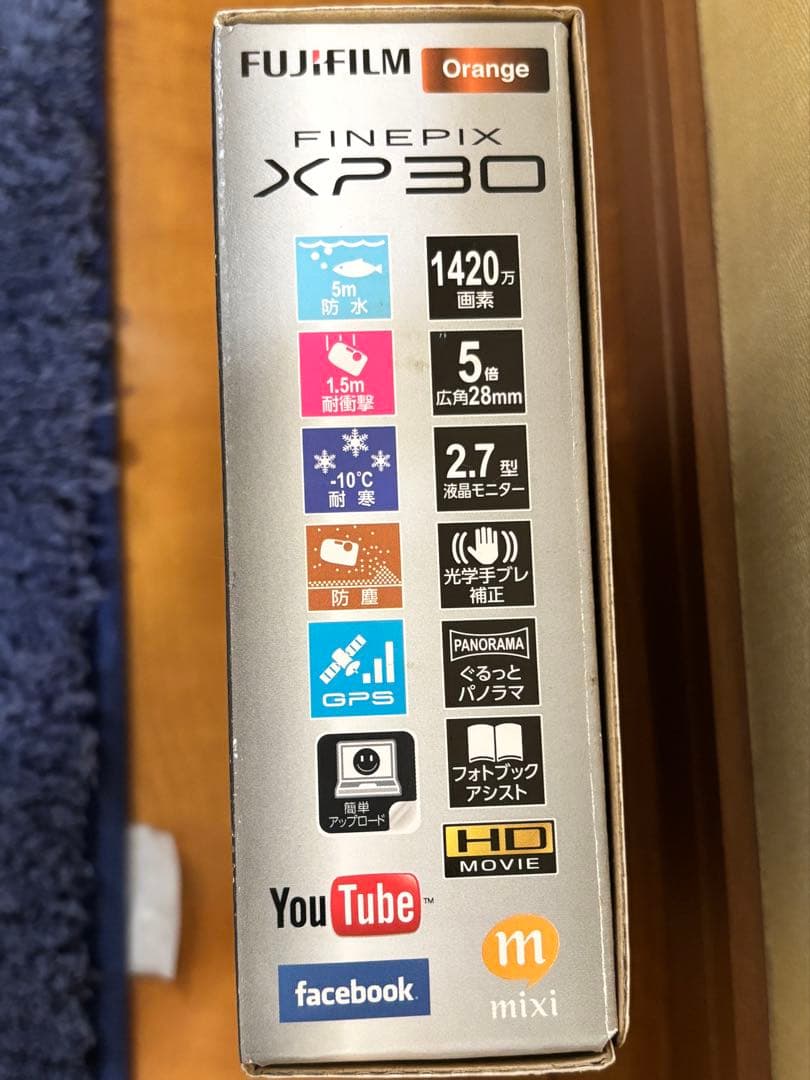 FUJIFILM Orange
FINEPIX
XP30
5m
防水
1420万
画素
1.5m
耐衝撃
5倍
広角28mm
-10℃
耐寒
2.7型
液晶モニター
防塵
光学手ブレ
補正
GPS
PANORAMA
ぐるっと
パノラマ
簡単
アップロード
フォトブック
アシスト
HD
MOVIE
YouTube™
facebook
m
mixi